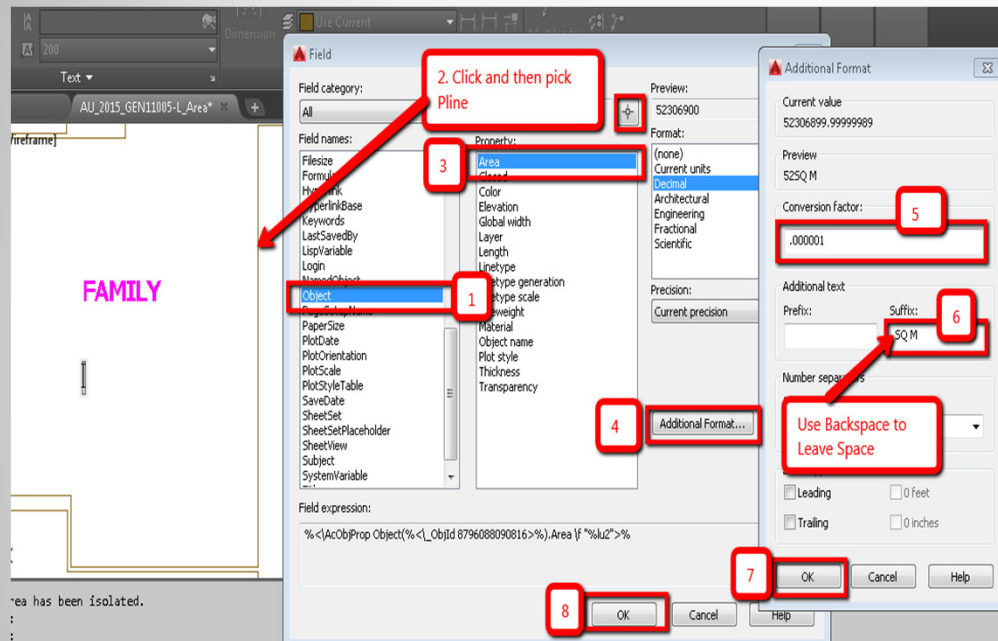 Use Current
Dimension
200
Text
AU_2015_GEN11005-L_Area*
FAMILY
rea has been isolated.
:
:
Field
Field category:
All
Field names:
Filesize
Formula
HyperlinkBase
Keywords
LastSavedBy
LispVariable
Login
NamedObject
Object
PageSetupName
PaperSize
PlotDate
PlotOrientation
PlotScale
PlotStyleTable
SaveDate
SheetSet
SheetSetPlaceholder
SheetView
Subject
SystemVariable
2. Click and then pick
Pline
3
1
Property:
Area
Closed
Color
Elevation
Global width
Layer
Length
Linetype
Linetype generation
Linetype scale
Lineweight
Material
Object name
Plot style
Thickness
Transparency
Preview:
52306900
Format:
(none)
Current units
Decimal
Architectural
Engineering
Fractional
Scientific
Precision:
Current precision
4
Additional Format...
Field expression:
%<\AcObjProp Object(%<\_ObjId 8796088090816>%).Area \f "%lu2">%
8
OK
Cancel
Help
Additional Format
Current value
52306899.99999989
Preview
52SQ M
Conversion factor:
5
.000001
Additional text
Prefix:
Suffix:
6
SQ M
Number separators
Use Backspace to
Leave Space
Leading
0 feet
Trailing
0 inches
7
OK
Cancel
Help